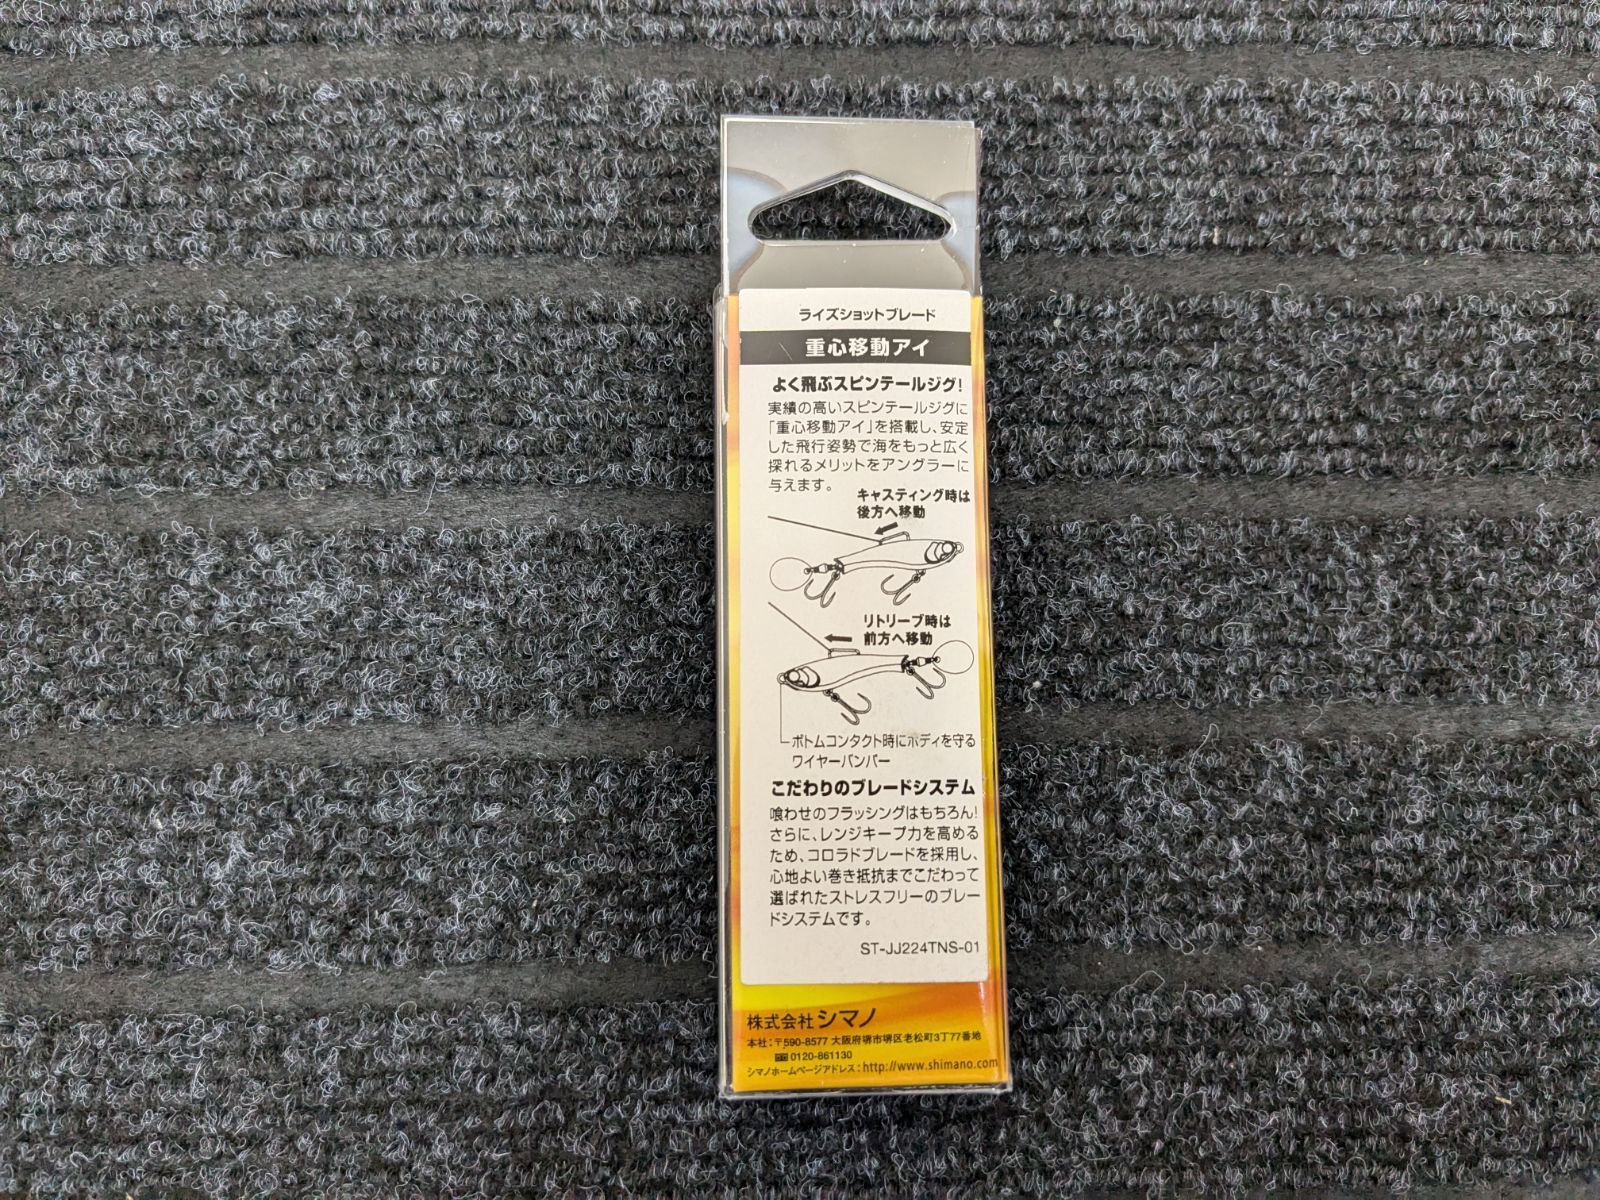 ライズショットブレード
重心移動アイ
よく飛ぶスピンテールジグ!
実績の高いスピンテールジグに
「重心移動アイ」を搭載し、安定
した飛行姿勢で海をもっと広く
探れるメリットをアングラーに
与えます。
キャスティング時は
後方へ移動
リトリーブ時は
前方へ移動
ボトムコンタクト時にボディを守る
ワイヤーバンパー
こだわりのブレードシステム
喰わせのフラッシングはもちろん!
さらに、レンジキープ力を高める
ため、コロラドブレードを採用し、
心地よい巻き抵抗までこだわって
選ばれたストレスフリーのブレー
ドシステムです。
ST-JJ224TNS-01
株式会社シマノ
本社:〒590-8577 大阪府堺市堺区老松町3丁77番地
0120-861130
シマノホームページアドレス:http://www.shimano.com